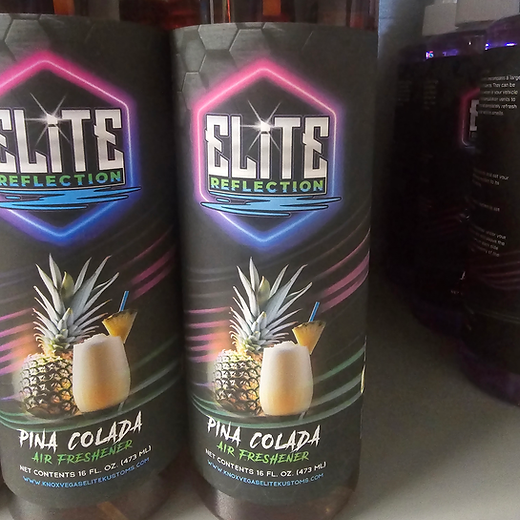 ELiTE
REFLECTION
PINA COLADA
AIR FRESHENER
NET CONTENTS 16 FL. OZ. (473 ML)
WWW.KNOXVEGASELITEKUSTOMS.COM
ELiTE
REFLECTION
PINA COLADA
AIR FRESHENER
NET CONTENTS 16 FL. OZ. (473 ML)
WWW.KNOXVEGASELITEKUSTOMS.COM